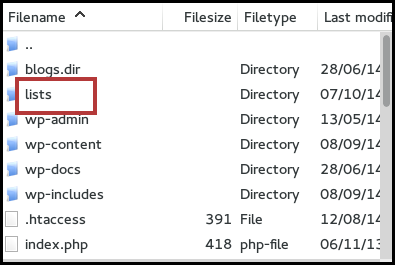 Filename Filesize Filetype Last modifi
..
blogs.dir Directory 28/06/14
lists Directory 07/10/14
wp-admin Directory 13/05/14
wp-content Directory 08/09/14
wp-docs Directory 28/06/14
wp-includes Directory 08/09/14
.htaccess 391 File 12/08/14
index.php 418 php-file 06/11/13